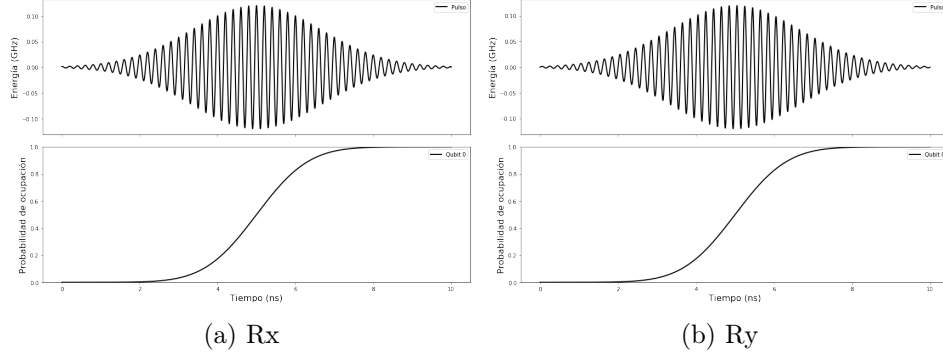 Pulso
Energía (GHz)
0.10
0.05
0.00
−0.05
−0.10
Qubit 0
Probabilidad de ocupación
1.0
0.8
0.6
0.4
0.2
0.0
0 2 4 6 8 10
Tiempo (ns)
(a) Rx
Pulso
Energía (GHz)
0.10
0.05
0.00
−0.05
−0.10
Qubit 0
Probabilidad de ocupación
1.0
0.8
0.6
0.4
0.2
0.0
0 2 4 6 8 10
Tiempo (ns)
(b) Ry